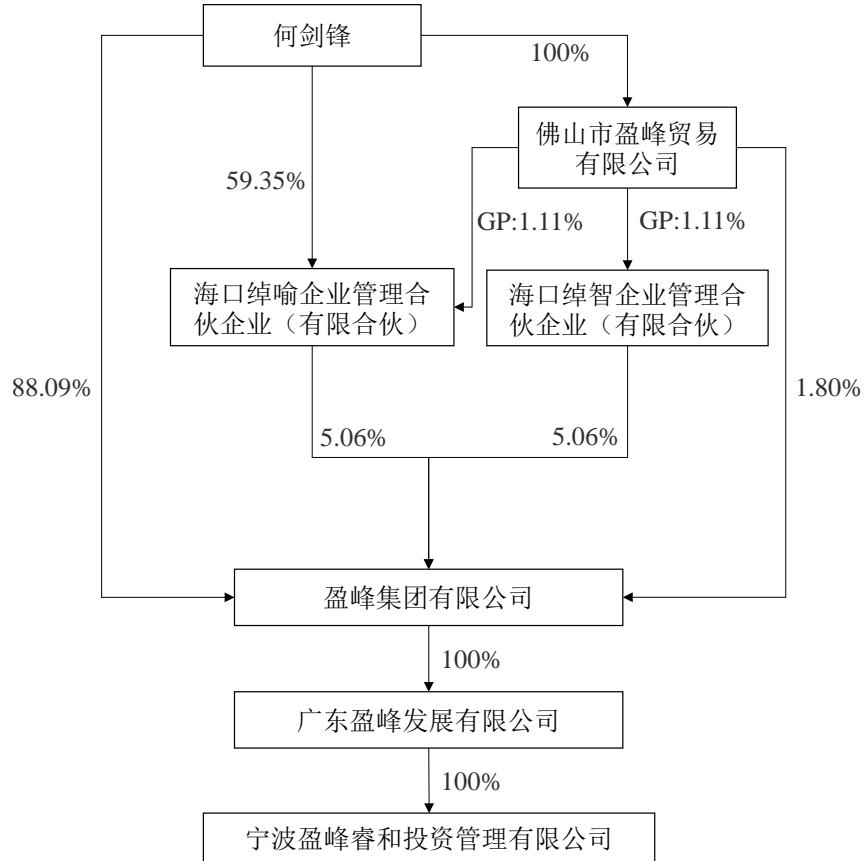 何剑锋
100%
佛山市盈峰贸易
有限公司
59.35%
GP:1.11%
GP:1.11%
海口绰喻企业管理合
伙企业（有限合伙）
海口绰智企业管理合
伙企业（有限合伙）
88.09%
1.80%
5.06%
5.06%
盈峰集团有限公司
100%
广东盈峰发展有限公司
100%
宁波盈峰睿和投资管理有限公司